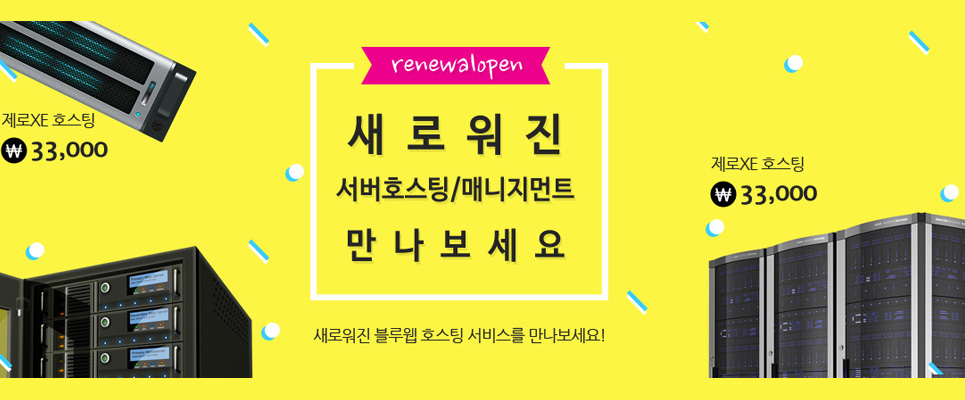 renewalopen
새로워진
서버호스팅/매니지먼트
만나보세요
새로워진 블루웹 호스팅 서비스를 만나보세요!
제로XE 호스팅
₩ 33,000
제로XE 호스팅
₩ 33,000